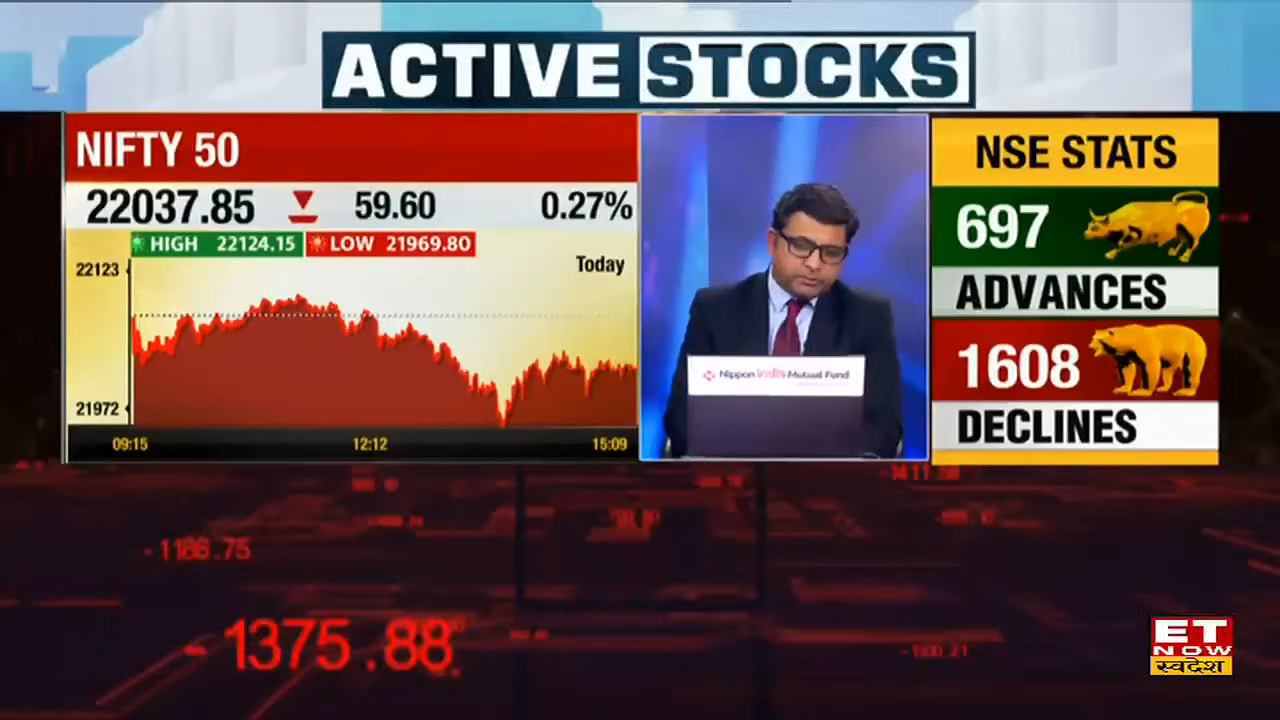 ACTIVE STOCKS
NIFTY 50
22037.85 59.60 0.27%
HIGH 22124.15 LOW 21969.80
Today
22123
21972
09:15 12:12 15:09
Nippon India Mutual Fund
NSE STATS
697
ADVANCES
1608
DECLINES
-1186.75
-1375.88
ET
NOW
स्वदेश